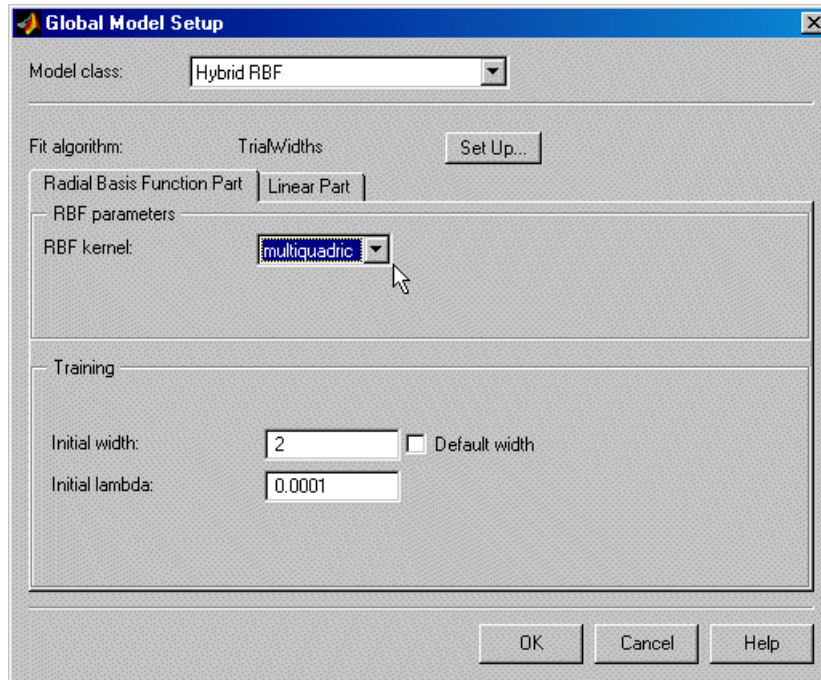 Global Model Setup
Model class: Hybrid RBF
Fit algorithm: TrialWidths Set Up...
Radial Basis Function Part Linear Part
RBF parameters
RBF kernel: multiquadric
Training
Initial width: 2 Default width
Initial lambda: 0.0001
OK Cancel Help